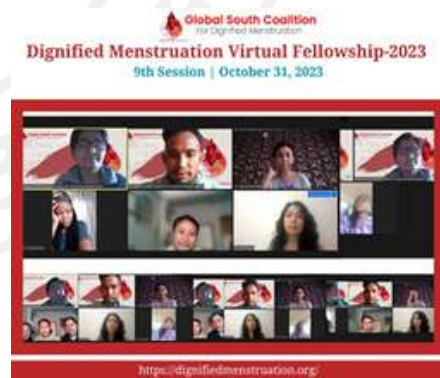 Global South Coalition
For Dignified Menstruation
Dignified Menstruation Virtual Fellowship-2023
9th Session | October 31, 2023
https://dignifiedmenstruation.org/